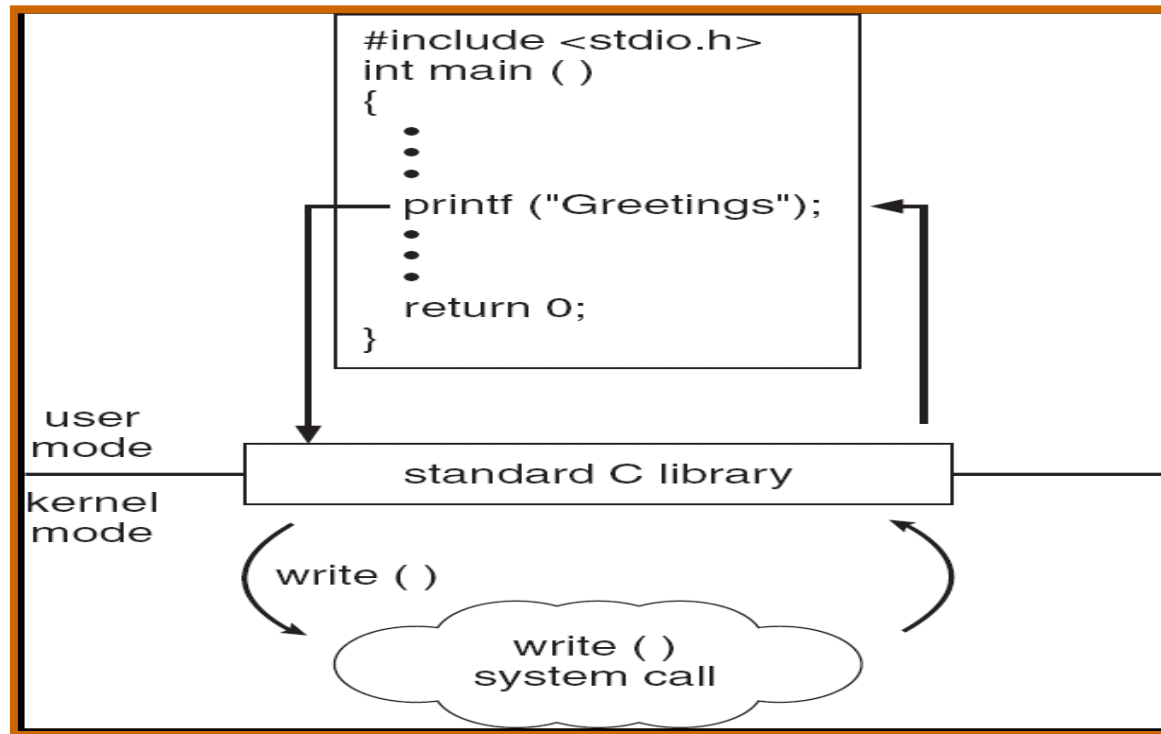 #include <stdio.h>
int main ( )
{
•
•
•
printf ("Greetings");
•
•
•
return 0;
}
user
mode
standard C library
kernel
mode
write ( )
write ( )
system call